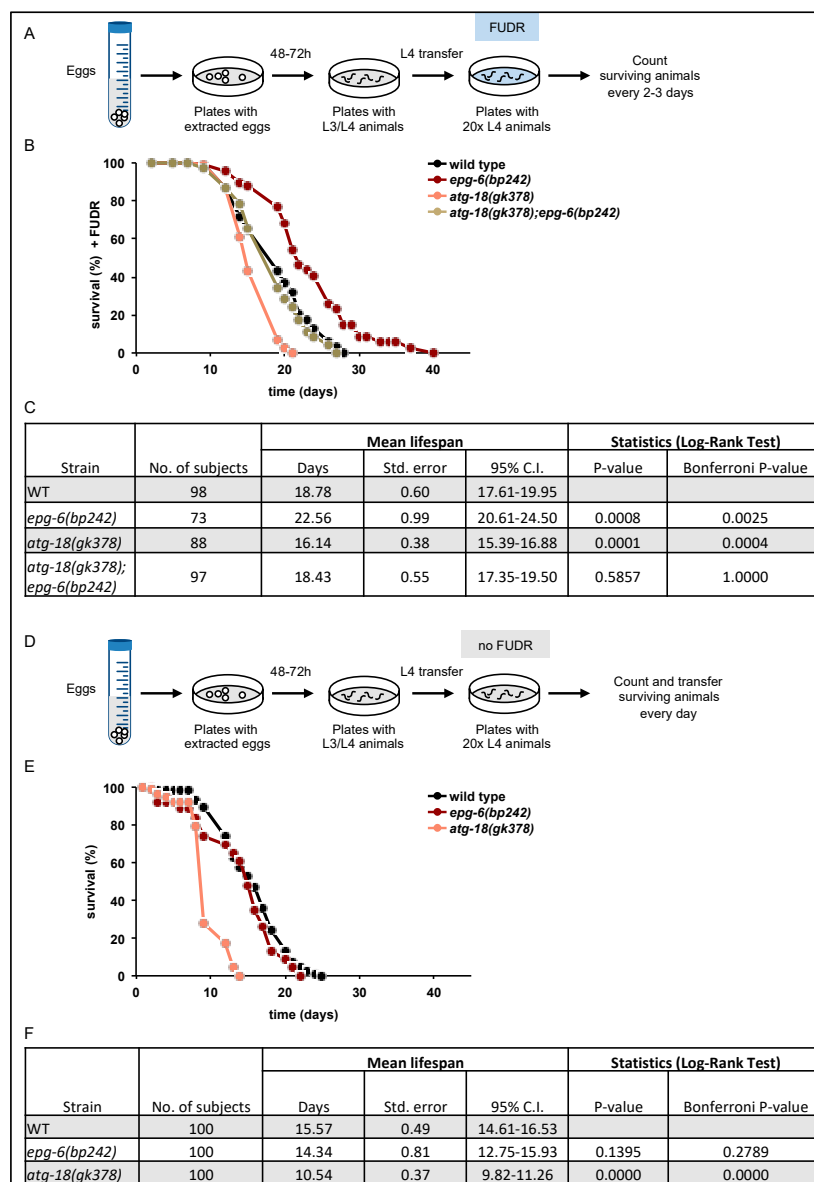 A
FUDR
Eggs
48-72h
L4 transfer
Count
surviving animals
every 2-3 days
Plates with
extracted eggs
Plates with
L3/L4 animals
Plates with
20x L4 animals
B
survival (%) + FUDR
100
80
60
40
20
0
0 10 20 30 40
time (days)
wild type
epg-6(bp242)
atg-18(gk378)
atg-18(gk378);epg-6(bp242)
C
Mean lifespan Statistics (Log-Rank Test)
Strain No. of subjects Days Std. error 95% C.I. P-value Bonferroni P-value
WT 98 18.78 0.60 17.61-19.95
epg-6(bp242) 73 22.56 0.99 20.61-24.50 0.0008 0.0025
atg-18(gk378) 88 16.14 0.38 15.39-16.88 0.0001 0.0004
atg-18(gk378);
epg-6(bp242) 97 18.43 0.55 17.35-19.50 0.5857 1.0000
D
no FUDR
Eggs
48-72h
L4 transfer
Count and transfer
surviving animals
every day
Plates with
extracted eggs
Plates with
L3/L4 animals
Plates with
20x L4 animals
E
survival (%)
100
80
60
40
20
0
0 10 20 30 40
time (days)
wild type
epg-6(bp242)
atg-18(gk378)
F
Mean lifespan Statistics (Log-Rank Test)
Strain No. of subjects Days Std. error 95% C.I. P-value Bonferroni P-value
WT 100 15.57 0.49 14.61-16.53
epg-6(bp242) 100 14.34 0.81 12.75-15.93 0.1395 0.2789
atg-18(gk378) 100 10.54 0.37 9.82-11.26 0.0000 0.0000